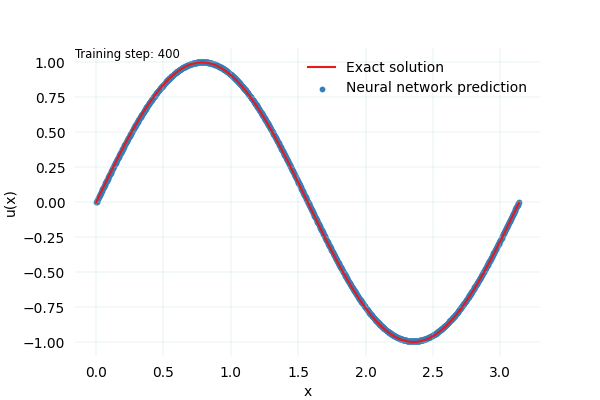 Training step: 400
Exact solution
Neural network prediction
u(x)
1.00
0.75
0.50
0.25
0.00
−0.25
−0.50
−0.75
−1.00
0.0 0.5 1.0 1.5 2.0 2.5 3.0
x